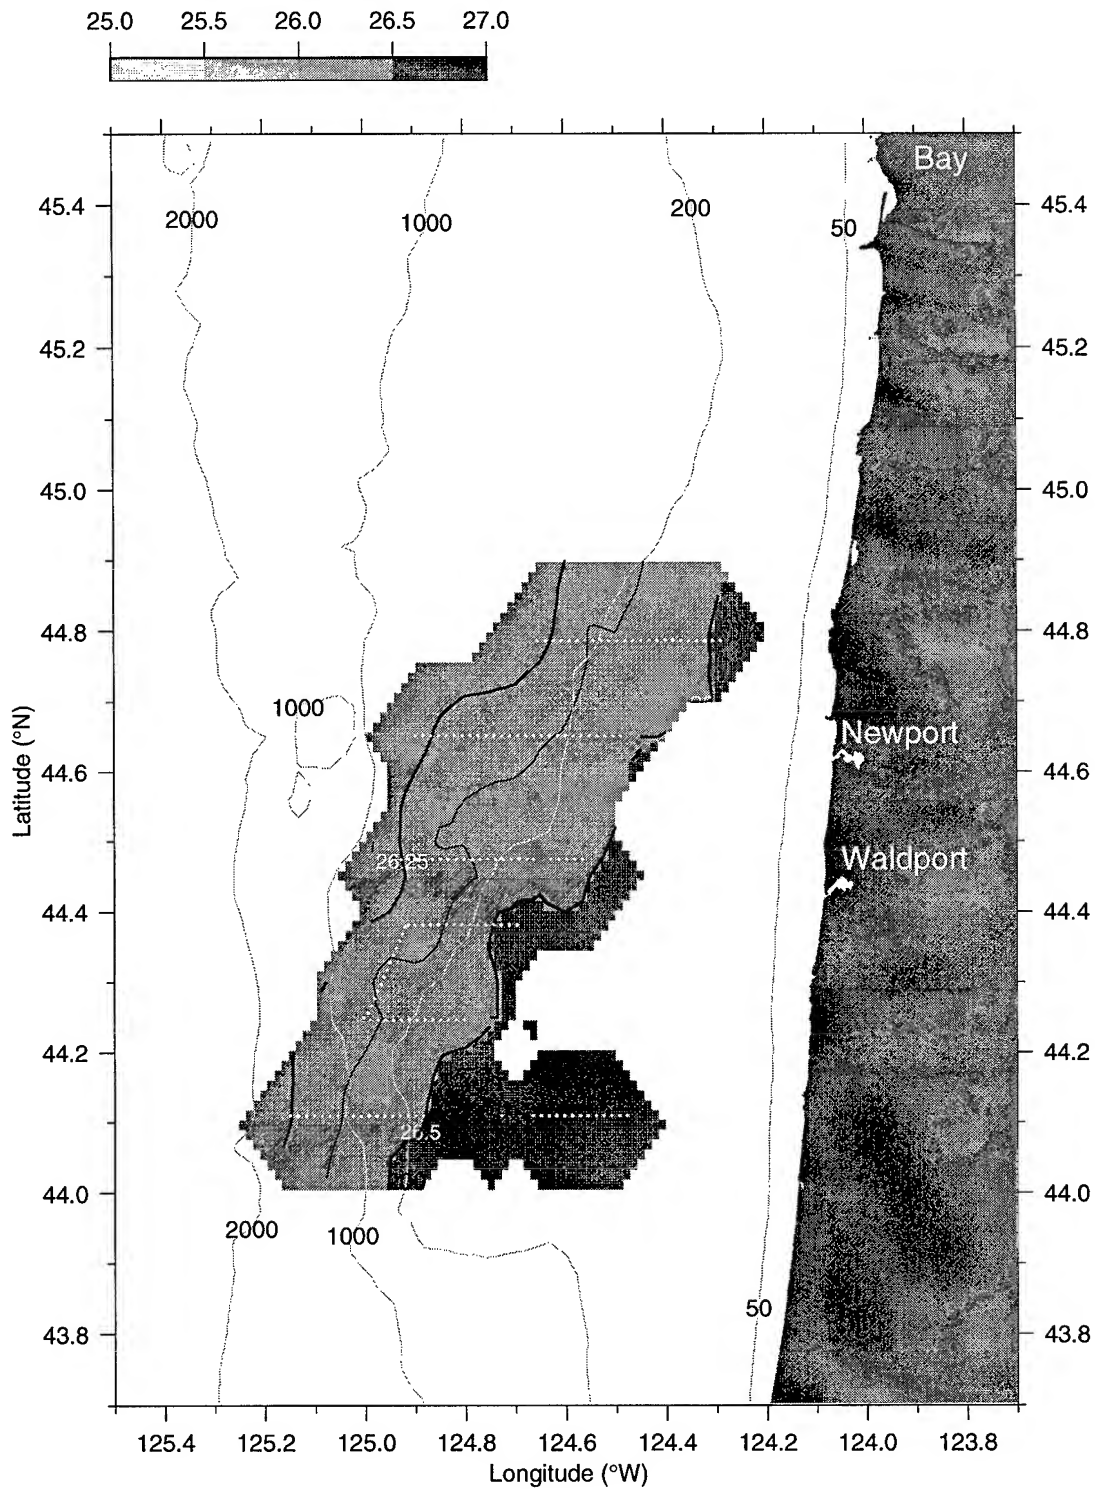 25.0 25.5 26.0 26.5 27.0
Bay
45.4 2000 1000 200 50 45.4
45.2 45.2
45.0 45.0
44.8 44.8
1000 Newport
44.6 44.6
26.25 Waldport
44.4 44.4
44.2 44.2
26.5
44.0 44.0
2000 1000
50
43.8 43.8
125.4 125.2 125.0 124.8 124.6 124.4 124.2 124.0 123.8
Longitude (°W)
Latitude (°N)